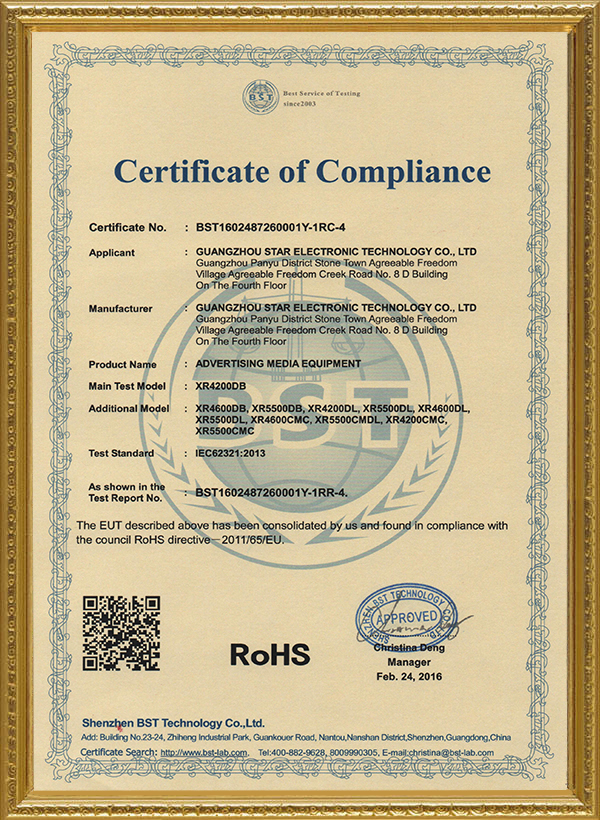 BST
Best Service of Testing
since2003
Certificate of Compliance
Certificate No. : BST1602487260001Y-1RC-4
Applicant : GUANGZHOU STAR ELECTRONIC TECHNOLOGY CO., LTD
Guangzhou Panyu District Stone Town Agreeable Freedom
Village Agreeable Freedom Creek Road No. 8 D Building
On The Fourth Floor
Manufacturer : GUANGZHOU STAR ELECTRONIC TECHNOLOGY CO., LTD
Guangzhou Panyu District Stone Town Agreeable Freedom
Village Agreeable Freedom Creek Road No. 8 D Building
On The Fourth Floor
Product Name : ADVERTISING MEDIA EQUIPMENT
Main Test Model : XR4200DB
Additional Model : XR4600DB, XR5500DB, XR4200DL, XR5500DL, XR4600DL,
XR5500DL, XR4600CMC, XR5500CMDL, XR4200CMC,
XR5500CMC
BST
Test Standard : IEC62321:2013
As shown in the
Test Report No. : BST1602487260001Y-1RR-4.
The EUT described above has been consolidated by us and found in compliance with
the council RoHS directive－2011/65/EU.
SHENZHEN BST TECHNOLOGY CO., LTD
APPROVED
RoHS
Christina Deng
Manager
Feb. 24, 2016
Shenzhen BST Technology Co.,Ltd.
Add: Building No.23-24, Zhiheng Industrial Park, Guankouer Road, Nantou,Nanshan District,Shenzhen,Guangdong,China
Certificate Search: http://www.bst-lab.com. Tel:400-882-9628, 8009990305, E-mail:christina@bst-lab.com